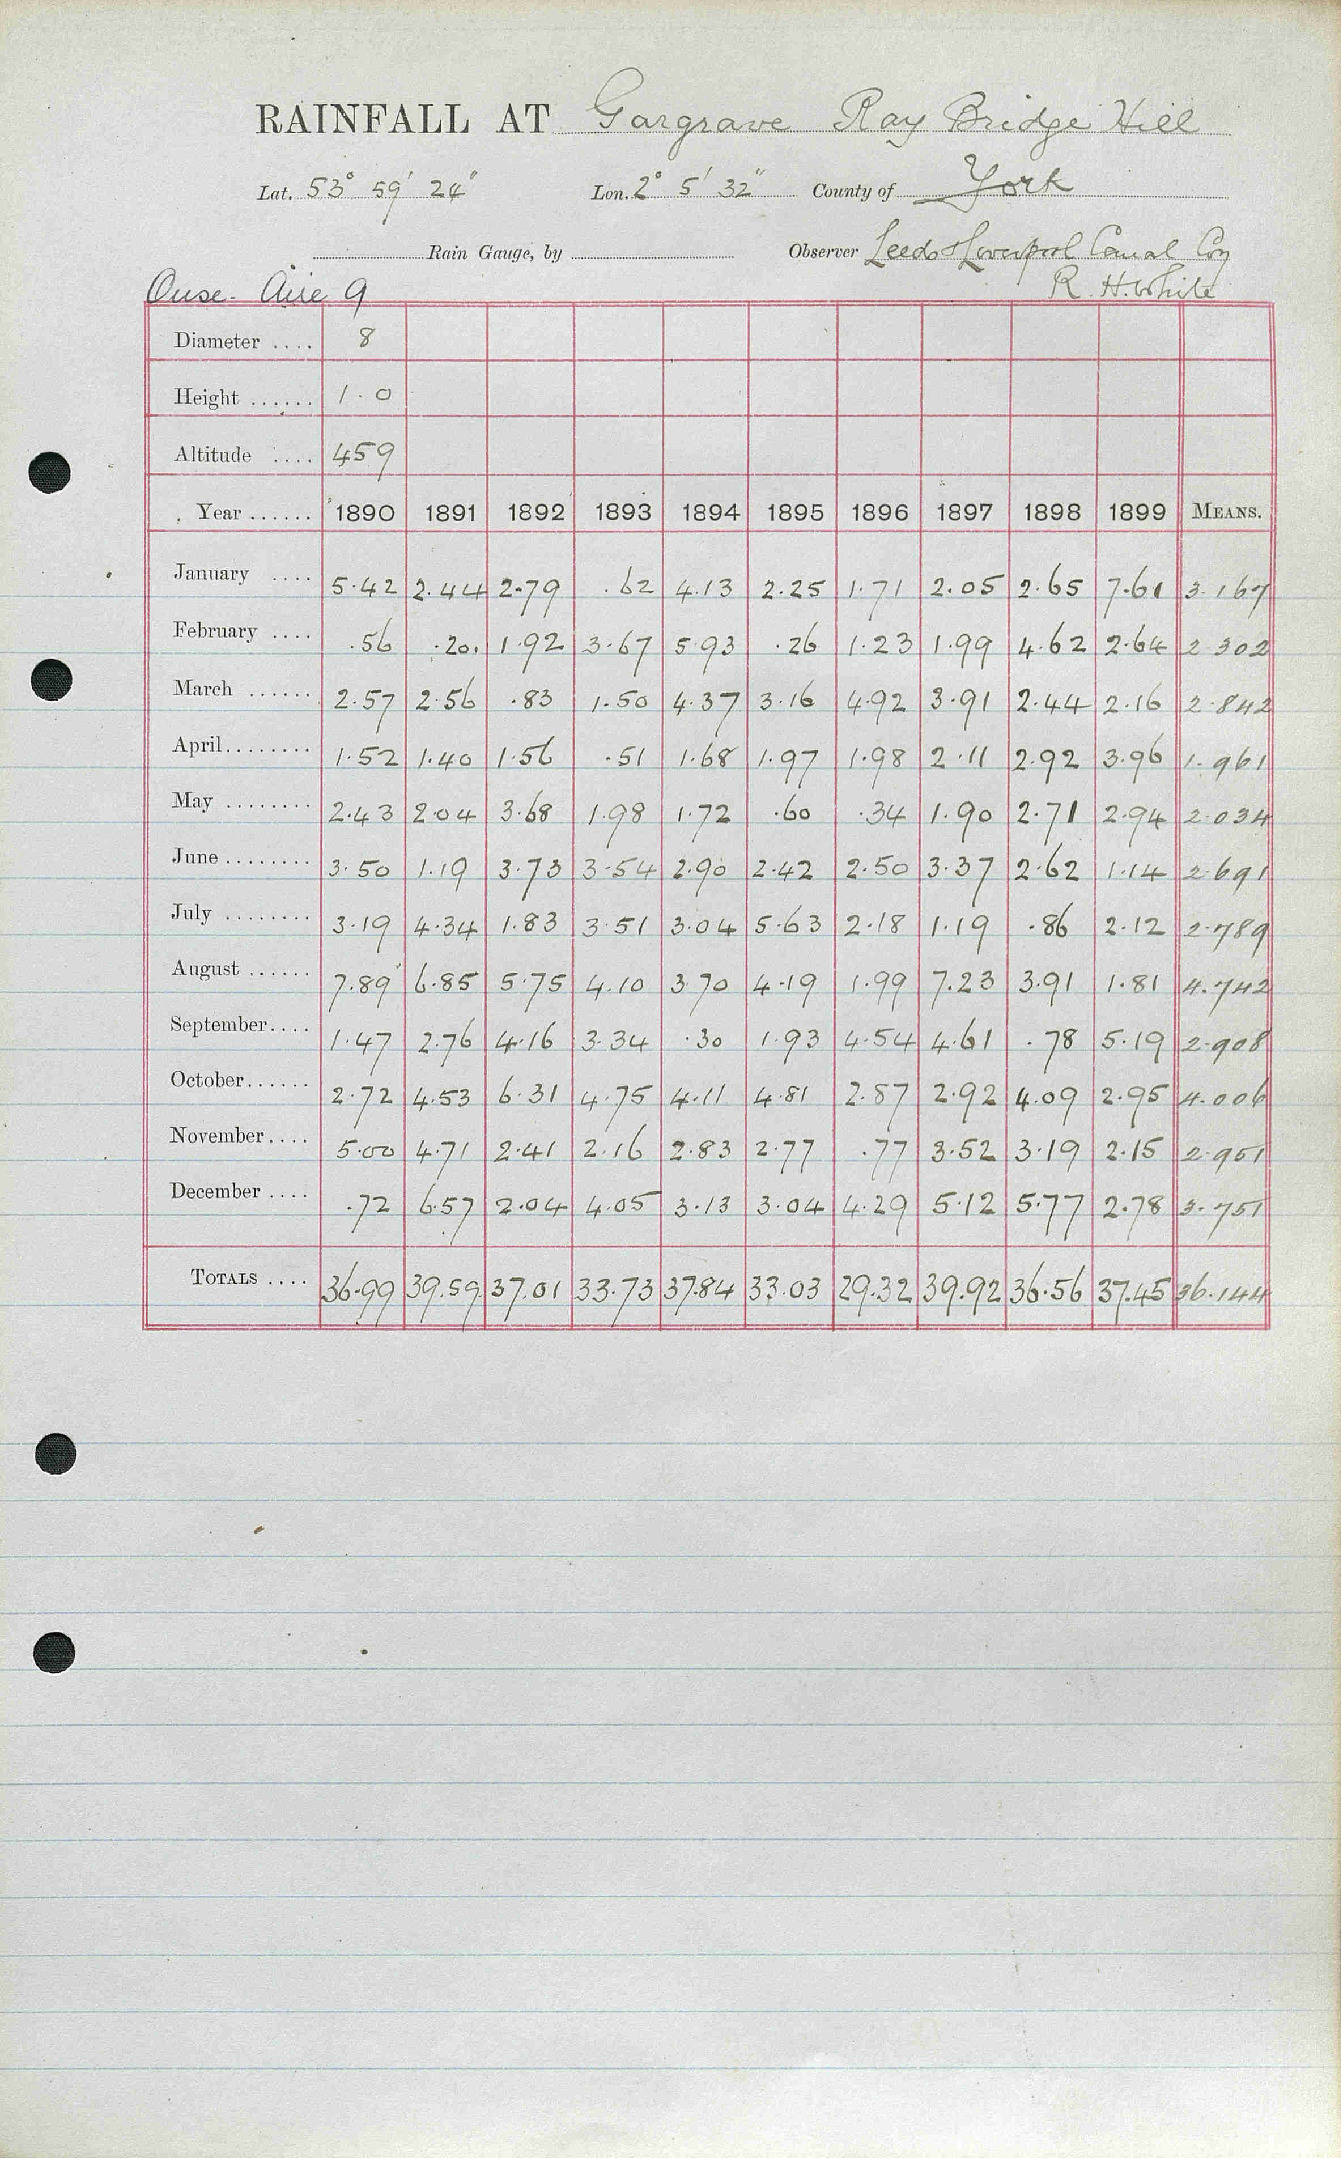 RAINFALL AT Gargrave Ray Bridge Hill
Lat. 53° 59' 24" Lon. 2° 5' 32" County of York
Rain Gauge, by Observer Leeds & Liverpool Canal Coy
Ouse. Aire 9 R. H. White
Diameter .... 8
Height ...... 1.0
Altitude .... 459
Year ...... 1890 1891 1892 1893 1894 1895 1896 1897 1898 1899 MEANS.
January .... 5.42 2.44 2.79 .62 4.13 2.25 1.71 2.05 2.65 7.61 3.167
February .... .56 .20 1.92 3.67 5.93 .26 1.23 1.99 4.62 2.64 2.302
March ...... 2.57 2.56 .83 1.50 4.37 3.16 4.92 3.91 2.44 2.16 2.842
April........ 1.52 1.40 1.56 .51 1.68 1.97 1.98 2.11 2.92 3.96 1.961
May ........ 2.43 2.04 3.68 1.98 1.72 .60 .34 1.90 2.71 2.94 2.034
June ........ 3.50 1.19 3.73 3.54 2.90 2.42 2.50 3.37 2.62 1.14 2.691
July ........ 3.19 4.34 1.83 3.51 3.04 5.63 2.18 1.19 .86 2.12 2.789
August ...... 7.89 6.85 5.75 4.10 3.70 4.19 1.99 7.23 3.91 1.81 4.742
September.... 1.47 2.76 4.16 3.34 .30 1.93 4.54 4.61 .78 5.19 2.908
October...... 2.72 4.53 6.31 4.75 4.11 4.81 2.87 2.92 4.09 2.95 4.006
November.... 5.00 4.71 2.41 2.16 2.83 2.77 .77 3.52 3.19 2.15 2.951
December .... .72 6.57 2.04 4.05 3.13 3.04 4.29 5.12 5.77 2.78 3.751
TOTALS .... 36.99 39.59 37.01 33.73 37.84 33.03 29.32 39.92 36.56 37.45 36.144